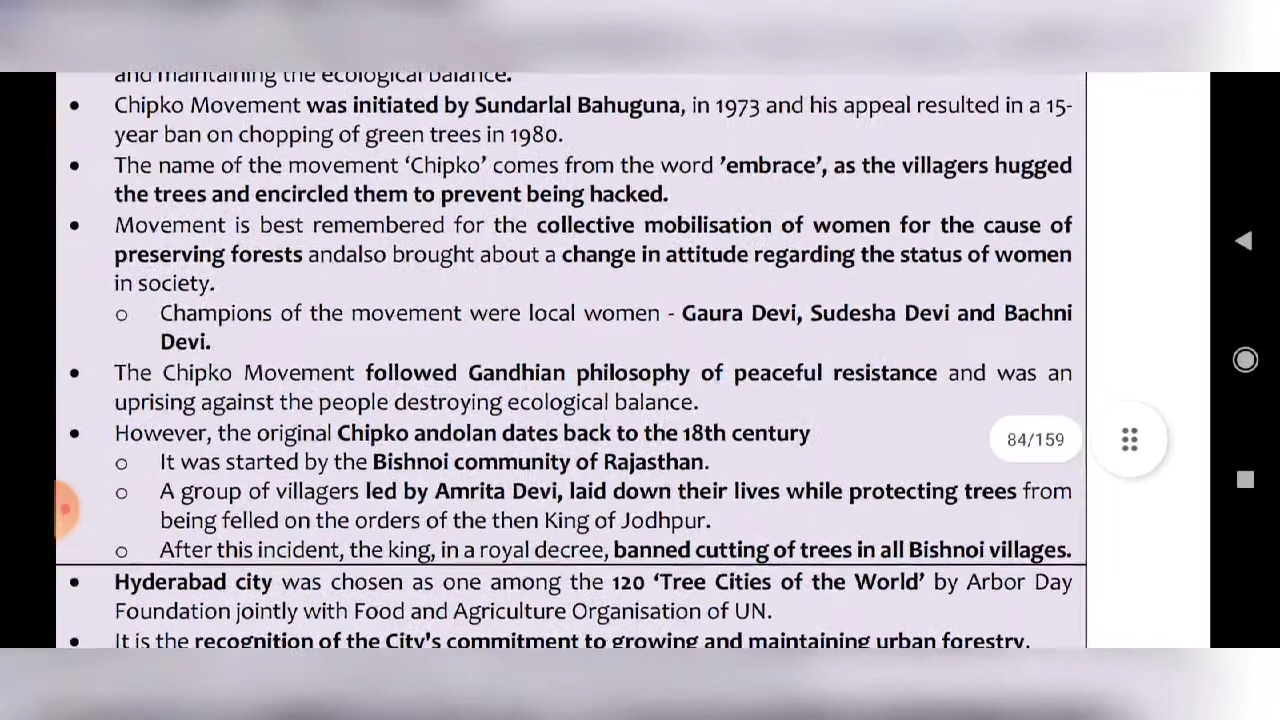 and maintaining the ecological balance.
• Chipko Movement was initiated by Sundarlal Bahuguna, in 1973 and his appeal resulted in a 15-
year ban on chopping of green trees in 1980.
• The name of the movement ‘Chipko’ comes from the word ’embrace’, as the villagers hugged
the trees and encircled them to prevent being hacked.
• Movement is best remembered for the collective mobilisation of women for the cause of
preserving forests andalso brought about a change in attitude regarding the status of women
in society.
o Champions of the movement were local women - Gaura Devi, Sudesha Devi and Bachni
Devi.
• The Chipko Movement followed Gandhian philosophy of peaceful resistance and was an
uprising against the people destroying ecological balance.
• However, the original Chipko andolan dates back to the 18th century
84/159
o It was started by the Bishnoi community of Rajasthan.
o A group of villagers led by Amrita Devi, laid down their lives while protecting trees from
being felled on the orders of the then King of Jodhpur.
o After this incident, the king, in a royal decree, banned cutting of trees in all Bishnoi villages.
• Hyderabad city was chosen as one among the 120 ‘Tree Cities of the World’ by Arbor Day
Foundation jointly with Food and Agriculture Organisation of UN.
• It is the recognition of the City's commitment to growing and maintaining urban forestry.